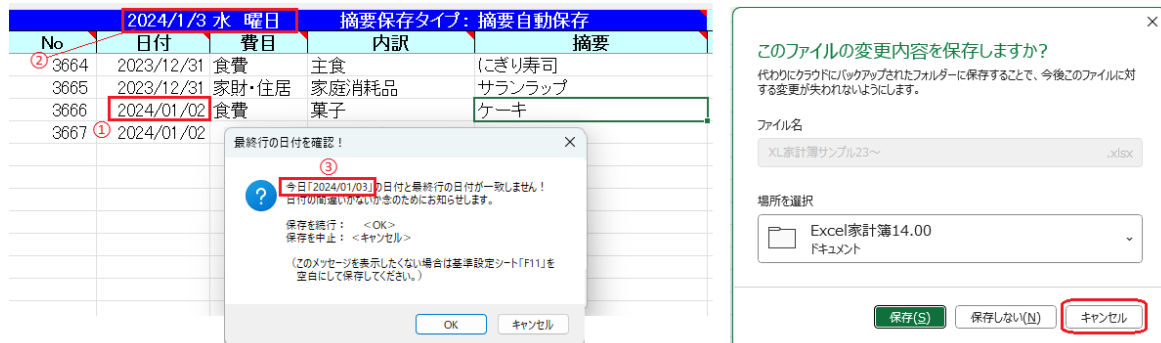 2024/1/3 水 曜日 摘要保存タイプ: 摘要自動保存
No 日付 費目 内訳 摘要
② 3664 2023/12/31 食費 主食 にぎり寿司
3665 2023/12/31 家財・住居 家庭消耗品 サランラップ
3666 2024/01/02 食費 菓子 ケーキ
3667 ① 2024/01/02
最終行の日付を確認！
③
今日「2024/01/03」の日付と最終行の日付が一致しません！
日付の間違いがないか念のためにお知らせします。
保存を続行： <OK>
保存を中止： <キャンセル>
(このメッセージを表示したくない場合は基準設定シート「F11」を
空白にして保存してください。)
OK キャンセル
このファイルの変更内容を保存しますか?
代わりにクラウドにバックアップされたフォルダーに保存することで、今後このファイルに対
する変更が失われないようにします。
ファイル名
XL家計簿サンプル23～ .xlsx
場所を選択
Excel家計簿14.00
ドキュメント
保存(S) 保存しない(N) キャンセル